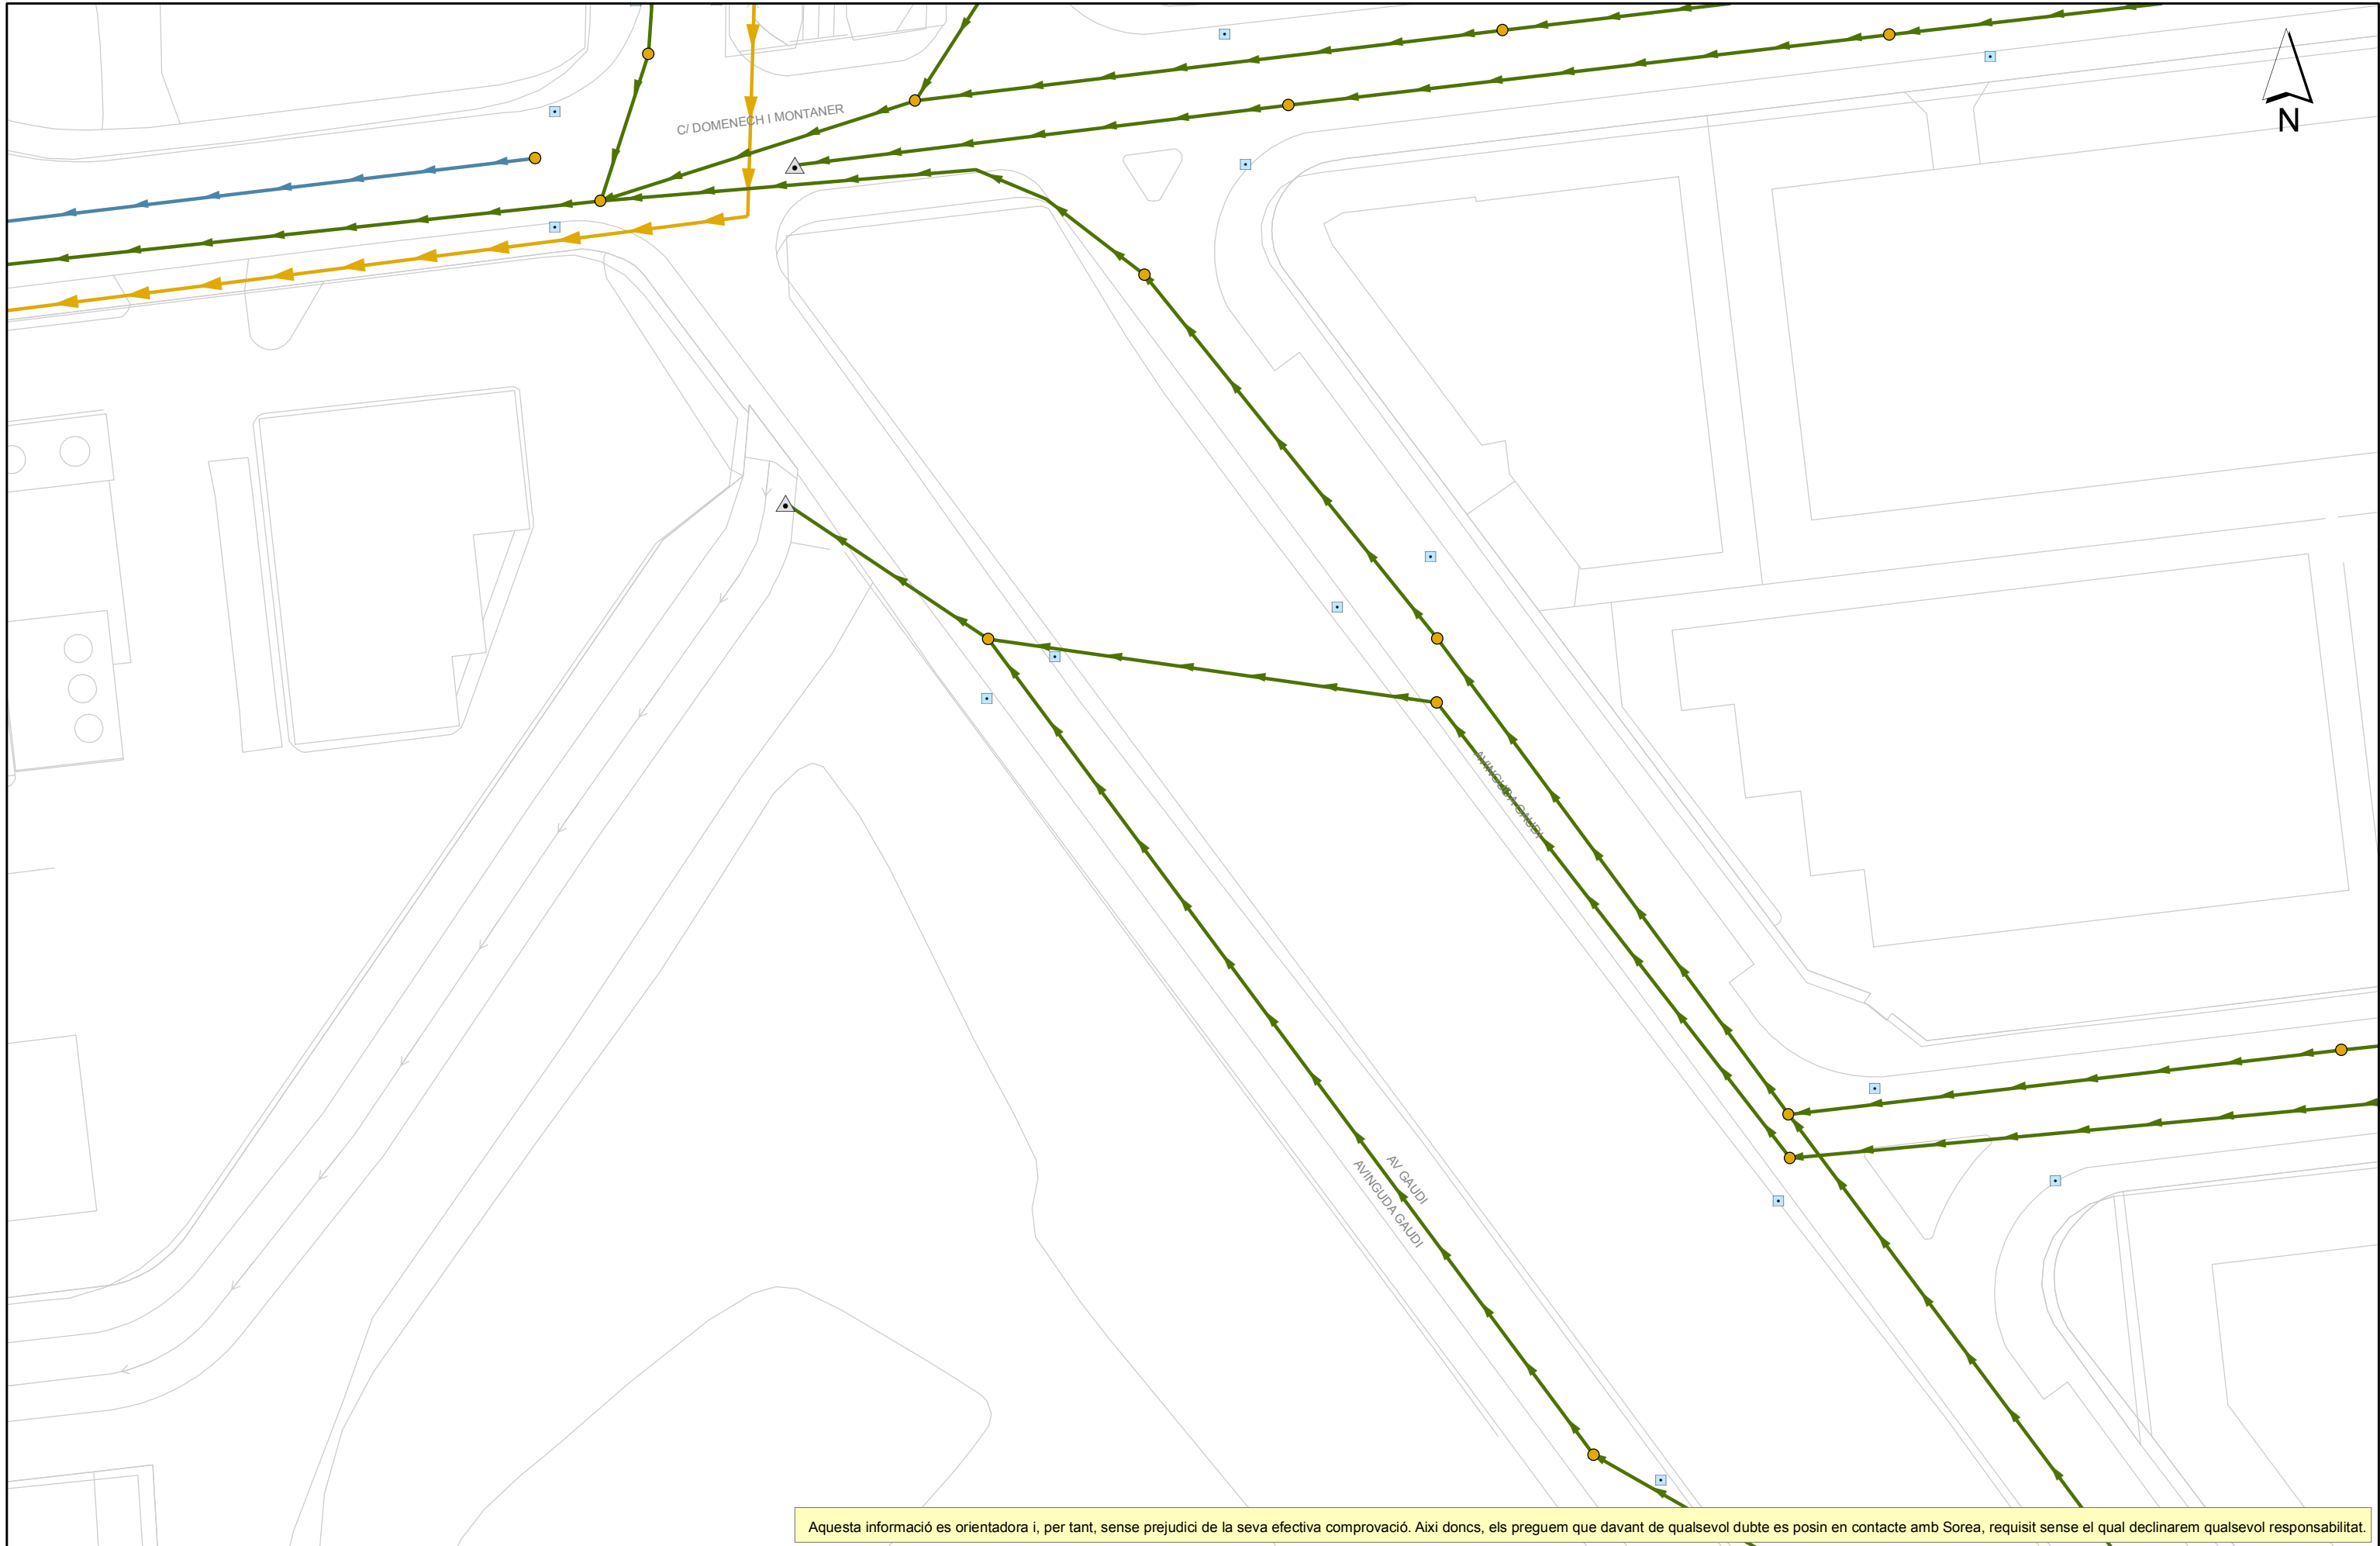 N
C/ DOMENECH I MONTANER
AVINGUDA GAUDI
AV GAUDI
AVINGUDA GAUDI
Aquesta informació es orientadora i, per tant, sense prejudici de la seva efectiva comprovació. Aixi doncs, els preguem que davant de qualsevol dubte es posin en contacte amb Sorea, requisit sense el qual declinarem qualsevol responsabilitat.